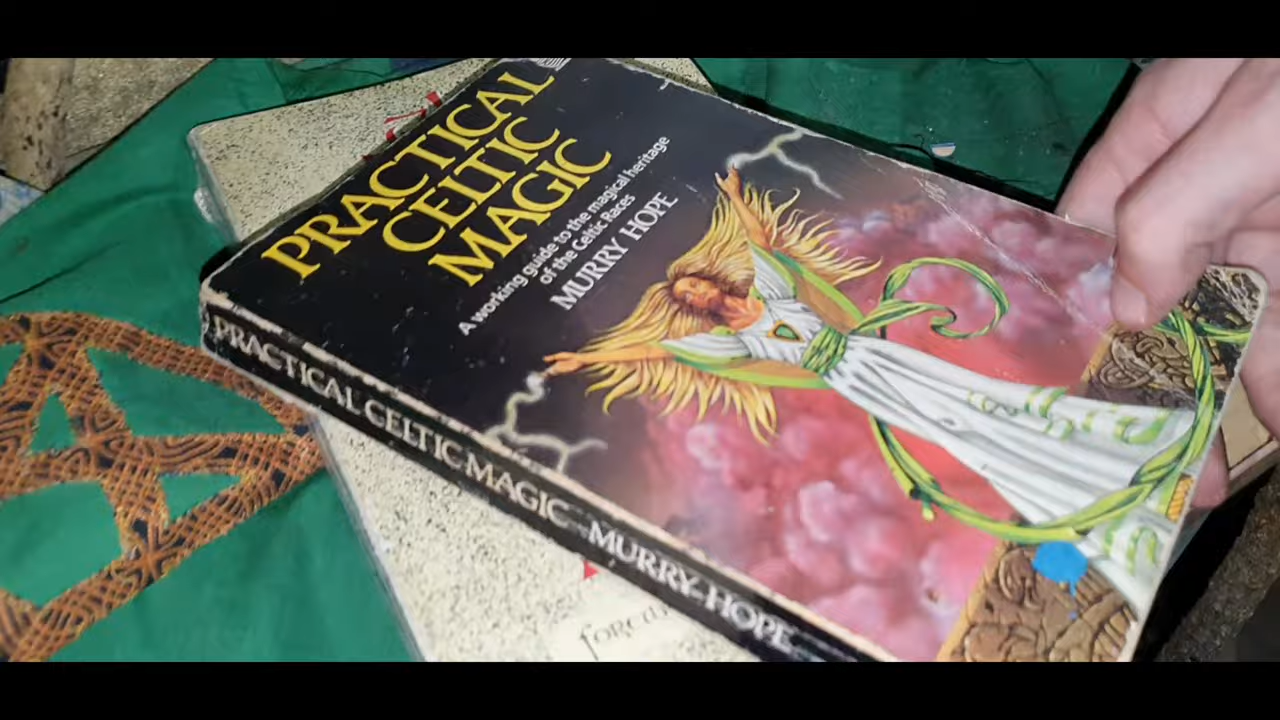 PRACTICAL
CELTIC
MAGIC
A working guide to the magical heritage
of the Celtic Races
MURRY HOPE
PRACTICAL CELTIC MAGIC MURRY HOPE